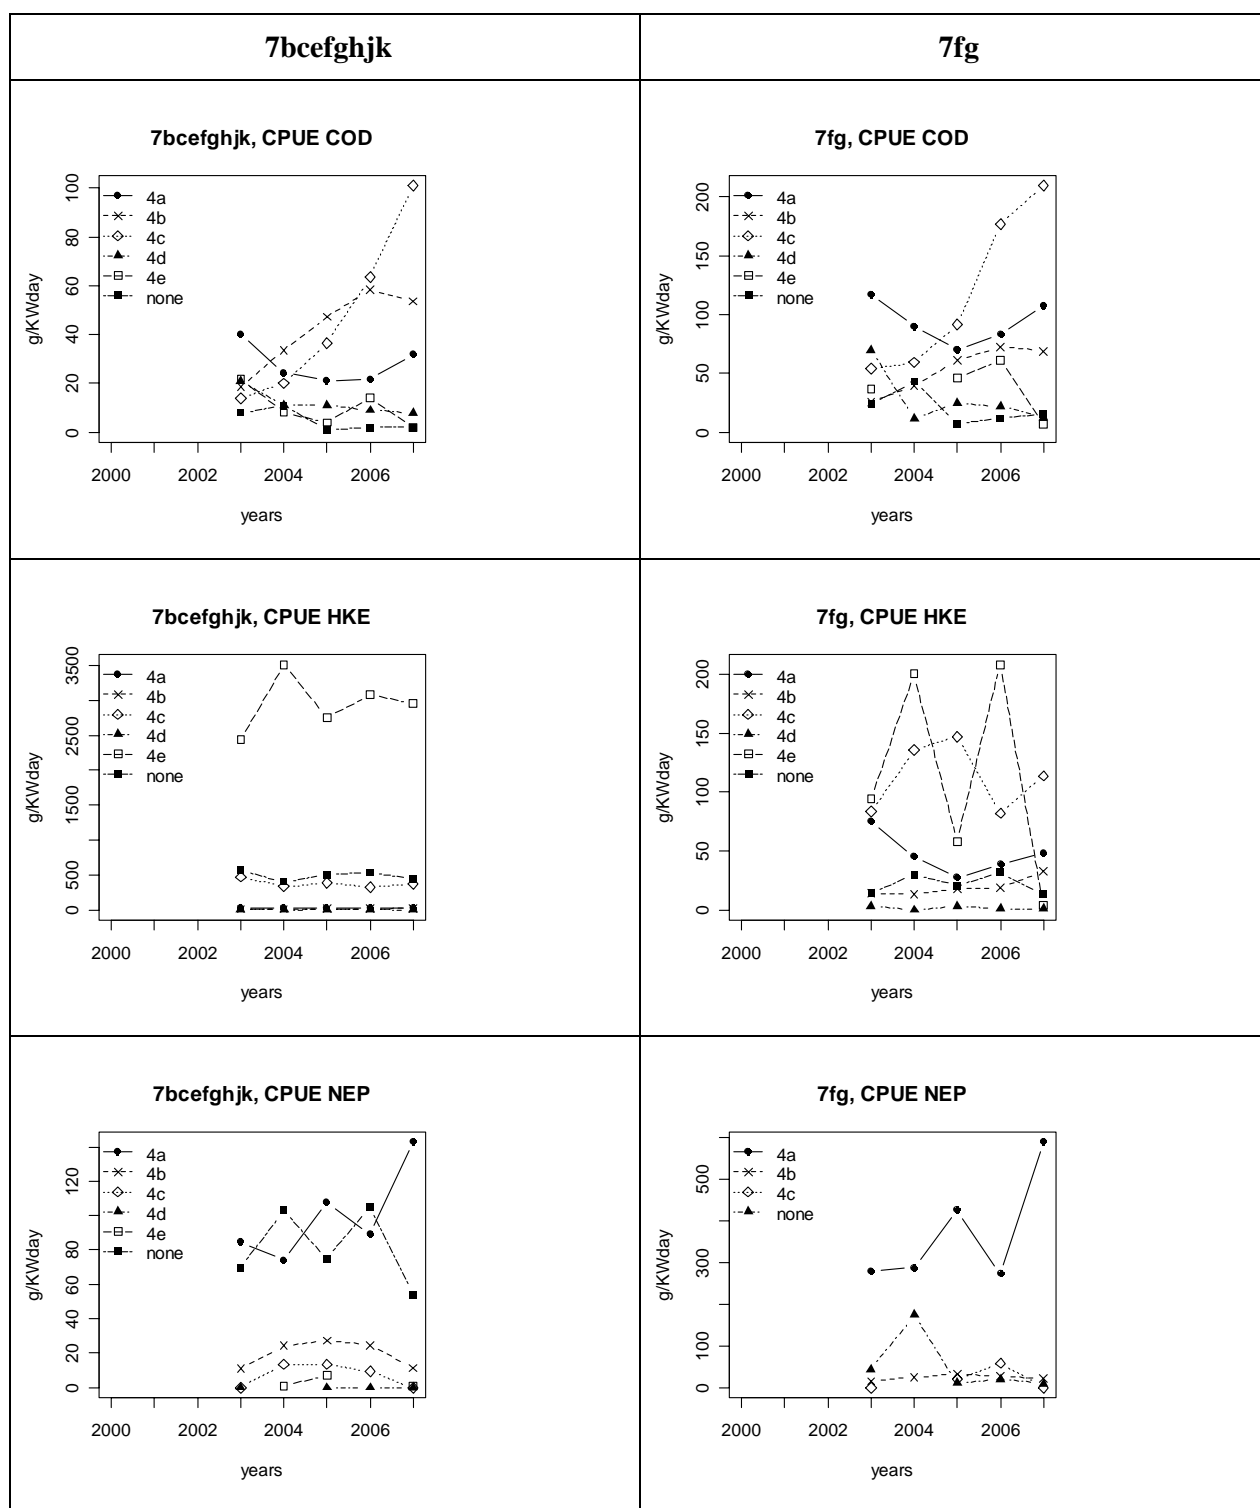 7bcefghjk
7fg
7bcefghjk, CPUE COD
g/KWday
100
80
60
40
20
0
4a
4b
4c
4d
4e
none
2000 2002 2004 2006
years
7fg, CPUE COD
g/KWday
200
150
100
50
0
4a
4b
4c
4d
4e
none
2000 2002 2004 2006
years
7bcefghjk, CPUE HKE
g/KWday
3500
2500
1500
500
0
4a
4b
4c
4d
4e
none
2000 2002 2004 2006
years
7fg, CPUE HKE
g/KWday
200
150
100
50
0
4a
4b
4c
4d
4e
none
2000 2002 2004 2006
years
7bcefghjk, CPUE NEP
g/KWday
120
80
60
40
20
0
4a
4b
4c
4d
4e
none
2000 2002 2004 2006
years
7fg, CPUE NEP
g/KWday
500
300
100
0
4a
4b
4c
none
2000 2002 2004 2006
years